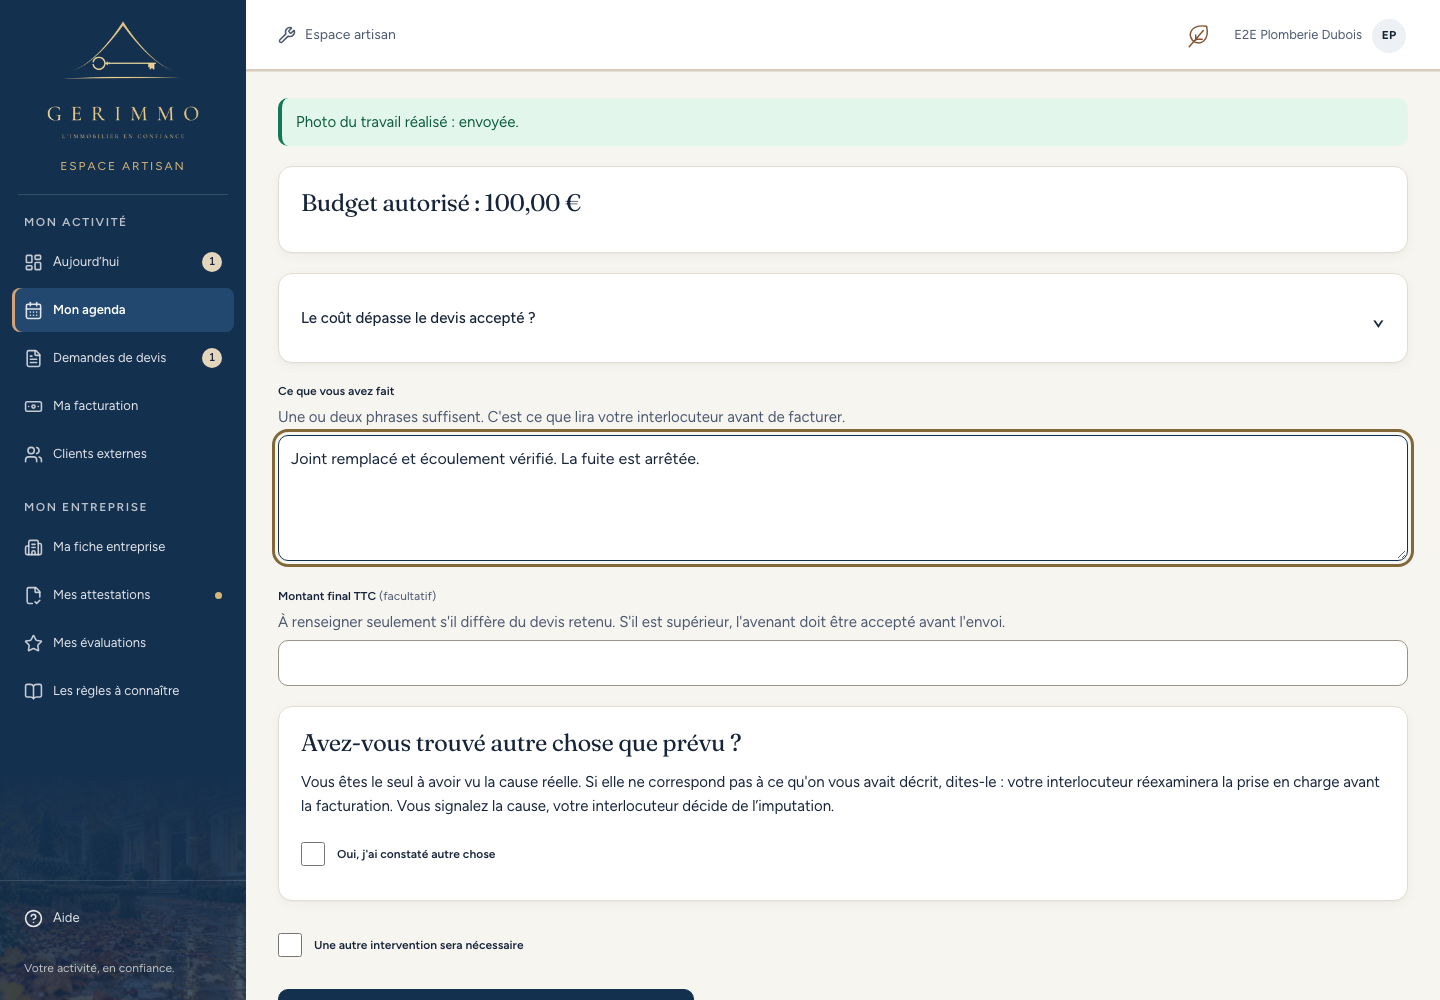 GERIMMO
L'IMMOBILIER EN CONFIANCE
ESPACE ARTISAN
MON ACTIVITÉ
Aujourd'hui 1
Mon agenda
Demandes de devis 1
Ma facturation
Clients externes
MON ENTREPRISE
Ma fiche entreprise
Mes attestations
Mes évaluations
Les règles à connaître
Aide
Votre activité, en confiance.
Espace artisan
E2E Plomberie Dubois EP
Photo du travail réalisé : envoyée.
Budget autorisé : 100,00 €
Le coût dépasse le devis accepté ?
Ce que vous avez fait
Une ou deux phrases suffisent. C'est ce que lira votre interlocuteur avant de facturer.
Joint remplacé et écoulement vérifié. La fuite est arrêtée.
Montant final TTC (facultatif)
À renseigner seulement s'il diffère du devis retenu. S'il est supérieur, l'avenant doit être accepté avant l'envoi.
Avez-vous trouvé autre chose que prévu ?
Vous êtes le seul à avoir vu la cause réelle. Si elle ne correspond pas à ce qu'on vous avait décrit, dites-le : votre interlocuteur réexaminera la prise en charge avant
la facturation. Vous signalez la cause, votre interlocuteur décide de l’imputation.
Oui, j'ai constaté autre chose
Une autre intervention sera nécessaire